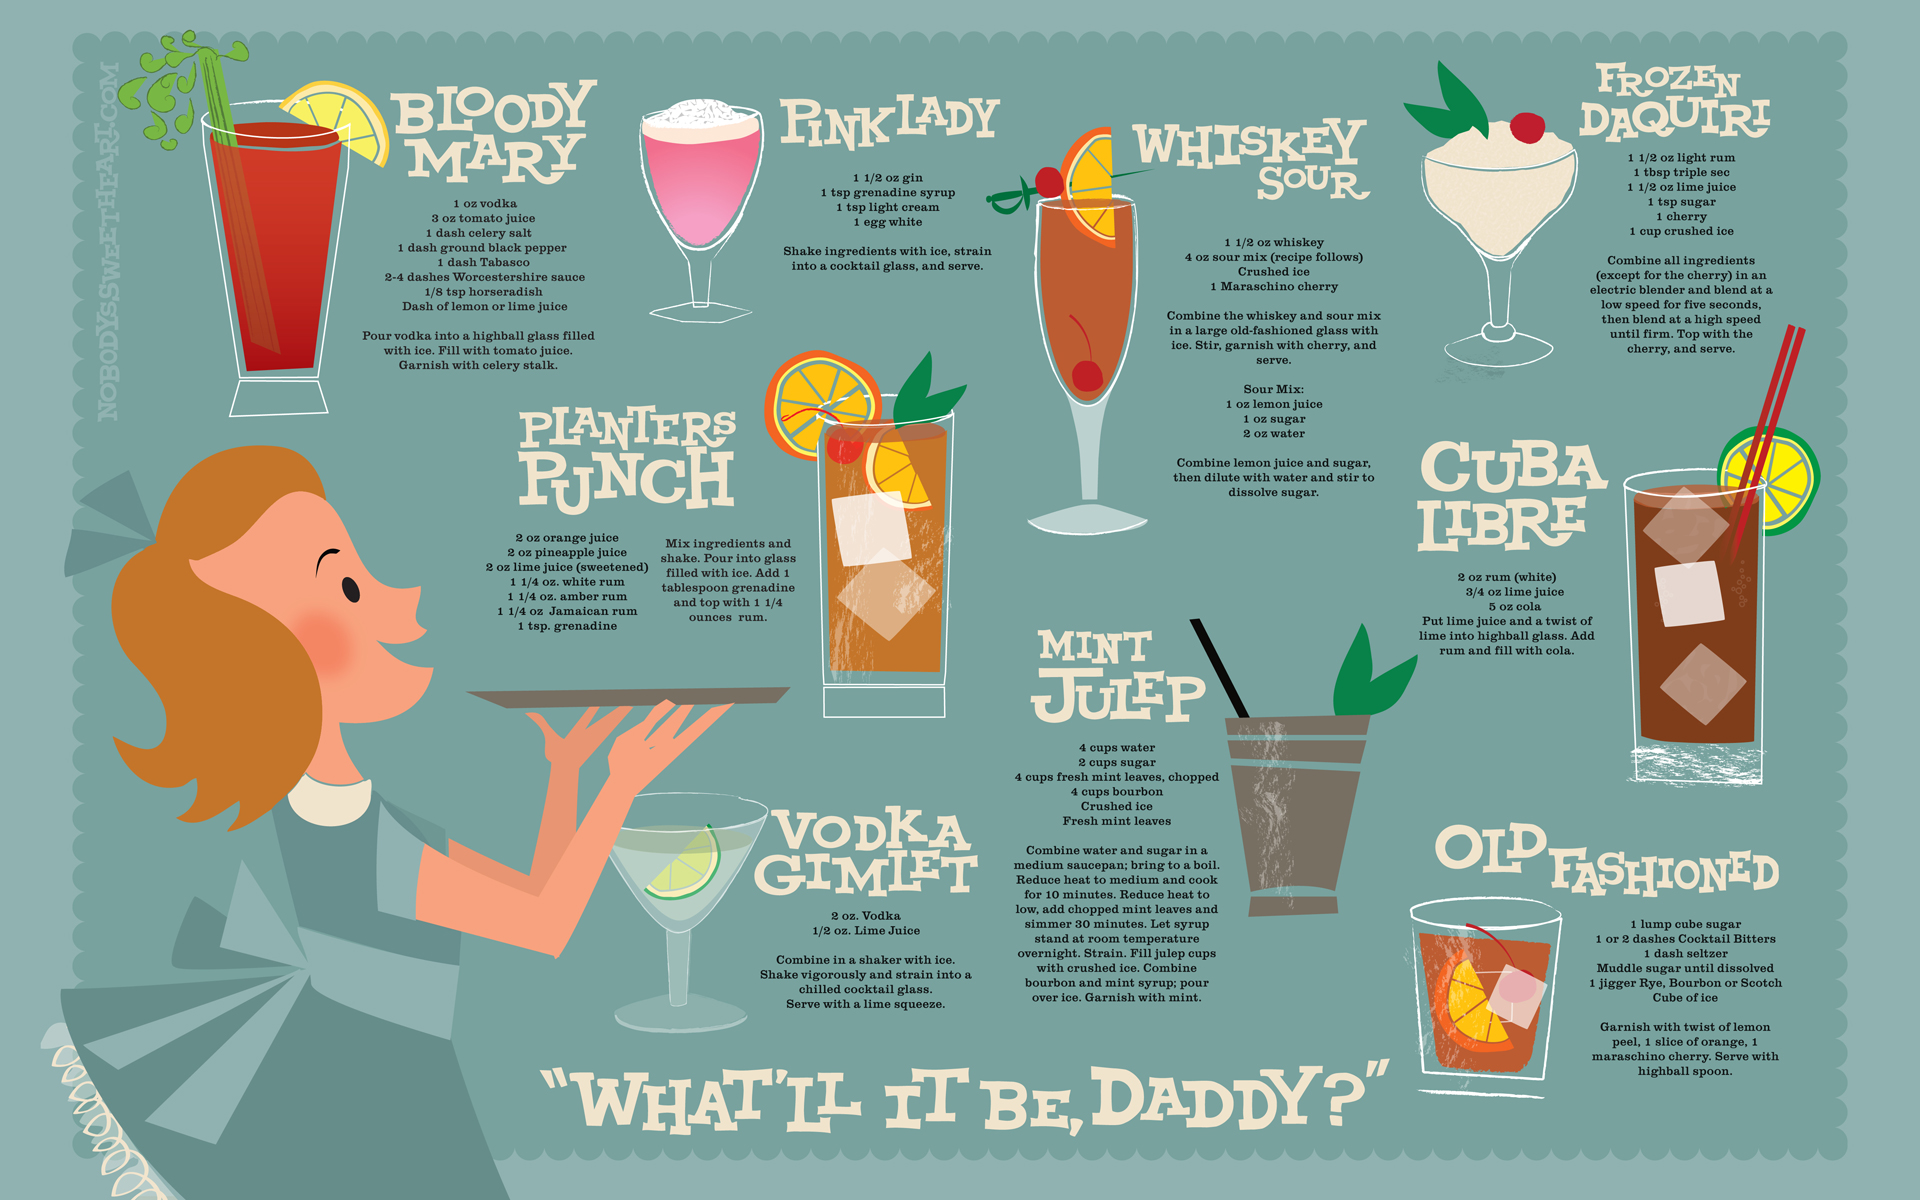 NOBODYSSWEETHEART.COM
BLOODY
MARY
1 oz vodka
3 oz tomato juice
1 dash celery salt
1 dash ground black pepper
1 dash Tabasco
2-4 dashes Worcestershire sauce
1/8 tsp horseradish
Dash of lemon or lime juice
Pour vodka into a highball glass filled
with ice. Fill with tomato juice.
Garnish with celery stalk.
PINK LADY
1 1/2 oz gin
1 tsp grenadine syrup
1 tsp light cream
1 egg white
Shake ingredients with ice, strain
into a cocktail glass, and serve.
WHISKEY
SOUR
1 1/2 oz whiskey
4 oz sour mix (recipe follows)
Crushed ice
1 Maraschino cherry
Combine the whiskey and sour mix
in a large old-fashioned glass with
ice. Stir, garnish with cherry, and
serve.
Sour Mix:
1 oz lemon juice
1 oz sugar
2 oz water
Combine lemon juice and sugar,
then dilute with water and stir to
dissolve sugar.
FROZEN
DAQUIRI
1 1/2 oz light rum
1 tbsp triple sec
1 1/2 oz lime juice
1 tsp sugar
1 cherry
1 cup crushed ice
Combine all ingredients
(except for the cherry) in an
electric blender and blend at a
low speed for five seconds,
then blend at a high speed
until firm. Top with the
cherry, and serve.
PLANTERS
PUNCH
2 oz orange juice
2 oz pineapple juice
2 oz lime juice (sweetened)
1 1/4 oz. white rum
1 1/4 oz. amber rum
1 1/4 oz Jamaican rum
1 tsp. grenadine
Mix ingredients and
shake. Pour into glass
filled with ice. Add 1
tablespoon grenadine
and top with 1 1/4
ounces rum.
CUBA
LIBRE
2 oz rum (white)
3/4 oz lime juice
5 oz cola
Put lime juice and a twist of
lime into highball glass. Add
rum and fill with cola.
MINT
JULEP
4 cups water
2 cups sugar
4 cups fresh mint leaves, chopped
4 cups bourbon
Crushed ice
Fresh mint leaves
Combine water and sugar in a
medium saucepan; bring to a boil.
Reduce heat to medium and cook
for 10 minutes. Reduce heat to
low, add chopped mint leaves and
simmer 30 minutes. Let syrup
stand at room temperature
overnight. Strain. Fill julep cups
with crushed ice. Combine
bourbon and mint syrup; pour
over ice. Garnish with mint.
VODKA
GIMLET
2 oz. Vodka
1/2 oz. Lime Juice
Combine in a shaker with ice.
Shake vigorously and strain into a
chilled cocktail glass.
Serve with a lime squeeze.
OLD FASHIONED
1 lump cube sugar
1 or 2 dashes Cocktail Bitters
1 dash seltzer
Muddle sugar until dissolved
1 jigger Rye, Bourbon or Scotch
Cube of ice
Garnish with twist of lemon
peel, 1 slice of orange, 1
maraschino cherry. Serve with
highball spoon.
"WHAT'LL IT BE, DADDY?"